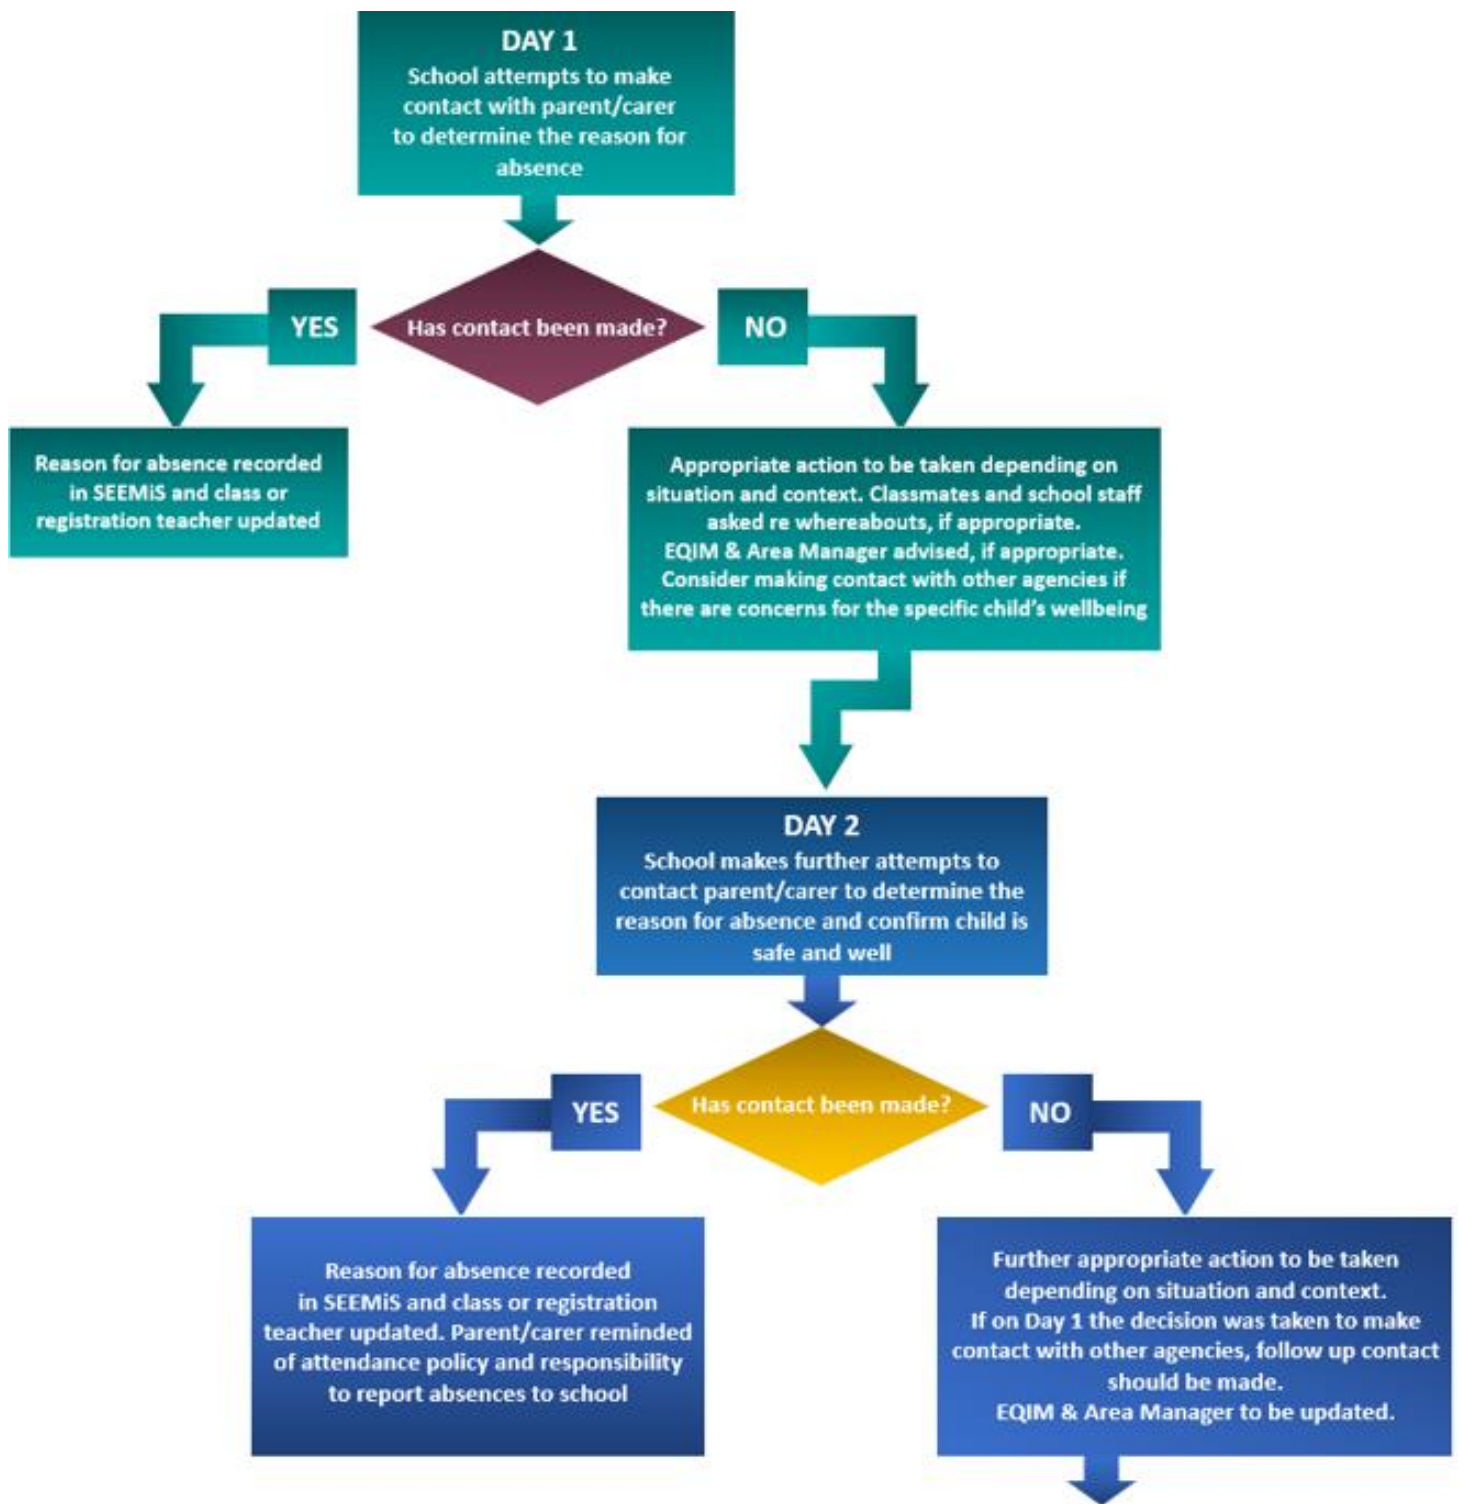 DAY 1
School attempts to make
contact with parent/carer
to determine the reason for
absence
Has contact been made?
YES
NO
Reason for absence recorded
in SEEMiS and class or
registration teacher updated
Appropriate action to be taken depending on
situation and context. Classmates and school staff
asked re whereabouts, if appropriate.
EQIM & Area Manager advised, if appropriate.
Consider making contact with other agencies if
there are concerns for the specific child's wellbeing
DAY 2
School makes further attempts to
contact parent/carer to determine the
reason for absence and confirm child is
safe and well
Has contact been made?
YES
NO
Reason for absence recorded
in SEEMiS and class or registration
teacher updated. Parent/carer reminded
of attendance policy and responsibility
to report absences to school
Further appropriate action to be taken
depending on situation and context.
If on Day 1 the decision was taken to make
contact with other agencies, follow up contact
should be made.
EQIM & Area Manager to be updated.